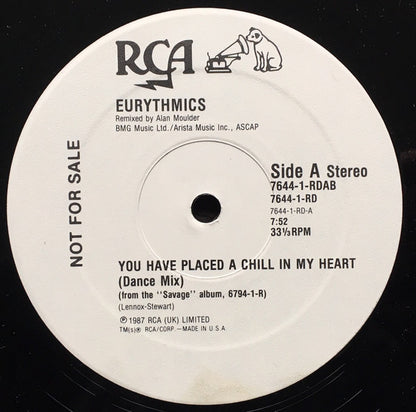 RCA
EURYTHMICS
Remixed by Alan Moulder
BMG Music Ltd./Arista Music Inc., ASCAP
NOT FOR SALE
Side A Stereo
7644-1-RDAB
7644-1-RD
7644-1-RD-A
7:52
33⅓ RPM
YOU HAVE PLACED A CHILL IN MY HEART
(Dance Mix)
(from the "Savage" album, 6794-1-R)
(Lennox-Stewart)
℗ 1987 RCA (UK) LIMITED
TM(s)® RCA/CORP.—MADE IN U.S.A.